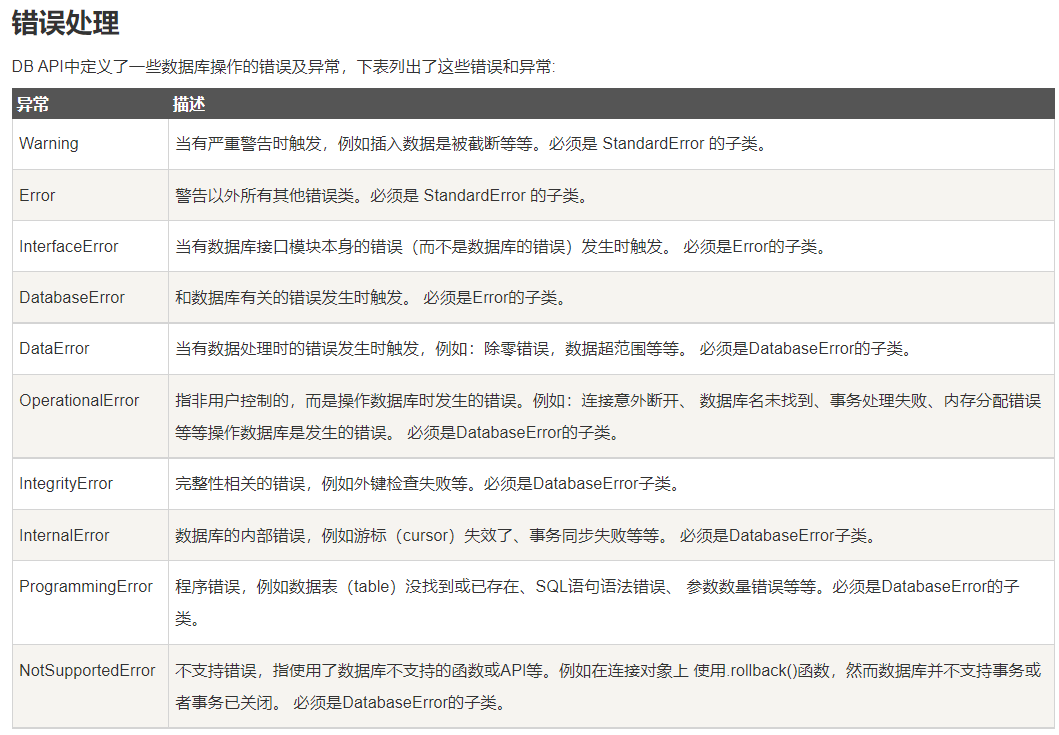 错误处理
DB API中定义了一些数据库操作的错误及异常，下表列出了这些错误和异常:
异常 描述
Warning 当有严重警告时触发，例如插入数据是被截断等等。必须是 StandardError 的子类。
Error 警告以外所有其他错误类。必须是 StandardError 的子类。
InterfaceError 当有数据库接口模块本身的错误（而不是数据库的错误）发生时触发。 必须是Error的子类。
DatabaseError 和数据库有关的错误发生时触发。 必须是Error的子类。
DataError 当有数据处理时的错误发生时触发，例如：除零错误，数据超范围等等。 必须是DatabaseError的子类。
OperationalError 指非用户控制的，而是操作数据库时发生的错误。例如：连接意外断开、 数据库名未找到、事务处理失败、内存分配错误
等等操作数据库是发生的错误。 必须是DatabaseError的子类。
IntegrityError 完整性相关的错误，例如外键检查失败等。必须是DatabaseError子类。
InternalError 数据库的内部错误，例如游标（cursor）失效了、事务同步失败等等。 必须是DatabaseError子类。
ProgrammingError 程序错误，例如数据表（table）没找到或已存在、SQL语句语法错误、 参数数量错误等等。必须是DatabaseError的子
类。
NotSupportedError 不支持错误，指使用了数据库不支持的函数或API等。例如在连接对象上 使用.rollback()函数，然而数据库并不支持事务或
者事务已关闭。 必须是DatabaseError的子类。